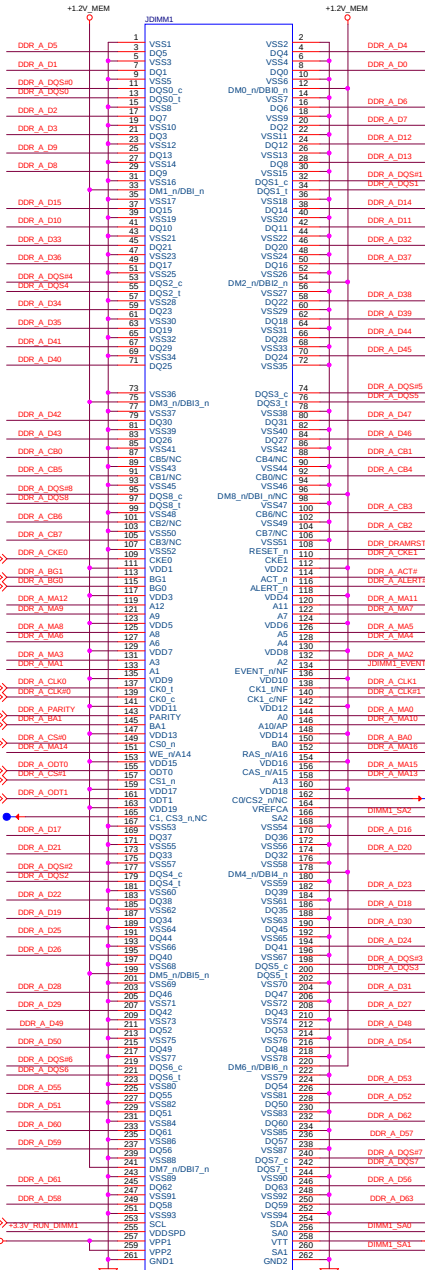 +1.2V_MEM +1.2V_MEM
JDIMM1
1 VSS1 VSS2 2
DDR_A_D5 3 DQ5 DQ4 4 DDR_A_D4
5 VSS3 VSS4 6
DDR_A_D1 7 DQ1 DQ0 8 DDR_A_D0
9 VSS5 VSS6 10
DDR_A_DQS#0 11 DQS0_c DM0_n/DBI0_n 12
DDR_A_DQS0 13 DQS0_t VSS7 14
15 VSS8 DQ6 16 DDR_A_D6
DDR_A_D2 17 DQ7 VSS9 18
19 VSS10 DQ2 20 DDR_A_D7
DDR_A_D3 21 DQ3 VSS11 22
23 VSS12 DQ12 24 DDR_A_D12
DDR_A_D9 25 DQ13 VSS13 26
27 VSS14 DQ8 28 DDR_A_D13
DDR_A_D8 29 DQ9 VSS15 30
31 VSS16 DQS1_c 32 DDR_A_DQS#1
33 DM1_n/DBI_n DQS1_t 34 DDR_A_DQS1
35 VSS17 VSS18 36
DDR_A_D15 37 DQ15 DQ14 38 DDR_A_D14
39 VSS19 VSS20 40
DDR_A_D10 41 DQ10 DQ11 42 DDR_A_D11
43 VSS21 VSS22 44
DDR_A_D33 45 DQ21 DQ20 46 DDR_A_D32
47 VSS23 VSS24 48
DDR_A_D36 49 DQ17 DQ16 50 DDR_A_D37
51 VSS25 VSS26 52
DDR_A_DQS#4 53 DQS2_c DM2_n/DBI2_n 54
DDR_A_DQS4 55 DQS2_t VSS27 56
57 VSS28 DQ22 58 DDR_A_D38
DDR_A_D34 59 DQ23 VSS29 60
61 VSS30 DQ18 62 DDR_A_D39
DDR_A_D35 63 DQ19 VSS31 64
65 VSS32 DQ28 66 DDR_A_D44
DDR_A_D41 67 DQ29 VSS33 68
69 VSS34 DQ24 70 DDR_A_D45
DDR_A_D40 71 DQ25 VSS35 72
73 VSS36 DQS3_c 74 DDR_A_DQS#5
75 DM3_n/DBI3_n DQS3_t 76 DDR_A_DQS5
77 VSS37 VSS38 78
DDR_A_D42 79 DQ30 DQ31 80 DDR_A_D47
81 VSS39 VSS40 82
DDR_A_D43 83 DQ26 DQ27 84 DDR_A_D46
85 VSS41 VSS42 86
DDR_A_CB0 87 CB5/NC CB4/NC 88 DDR_A_CB1
89 VSS43 VSS44 90
DDR_A_CB5 91 CB1/NC CB0/NC 92 DDR_A_CB4
93 VSS45 VSS46 94
DDR_A_DQS#8 95 DQS8_c DM8_n/DBI_n/NC 96
DDR_A_DQS8 97 DQS8_t VSS47 98
99 VSS48 CB6/NC 100 DDR_A_CB3
DDR_A_CB6 101 CB2/NC VSS49 102
103 VSS50 CB7/NC 104 DDR_A_CB2
DDR_A_CB7 105 CB3/NC VSS51 106
107 VSS52 RESET_n 108 DDR_DRAMRST
DDR_A_CKE0 109 CKE0 CKE1 110 DDR_A_CKE1
111 VDD1 VDD2 112
DDR_A_BG1 113 BG1 ACT_n 114 DDR_A_ACT#
DDR_A_BG0 115 BG0 ALERT_n 116 DDR_A_ALERT#
117 VDD3 VDD4 118
DDR_A_MA12 119 A12 A11 120 DDR_A_MA11
DDR_A_MA9 121 A9 A7 122 DDR_A_MA7
123 VDD5 VDD6 124
DDR_A_MA8 125 A8 A5 126 DDR_A_MA5
DDR_A_MA6 127 A6 A4 128 DDR_A_MA4
129 VDD7 VDD8 130
DDR_A_MA3 131 A3 A2 132 DDR_A_MA2
DDR_A_MA1 133 A1 EVENT_n/NF 134 JDIMM1_EVENT
135 VDD9 VDD10 136
DDR_A_CLK0 137 CK0_t CK1_t/NF 138 DDR_A_CLK1
DDR_A_CLK#0 139 CK0_c CK1_c/NF 140 DDR_A_CLK#1
141 VDD11 VDD12 142
DDR_A_PARITY 143 PARITY A0 144 DDR_A_MA0
DDR_A_BA1 145 BA1 A10/AP 146 DDR_A_MA10
147 VDD13 VDD14 148
DDR_A_CS#0 149 CS0_n BA0 150 DDR_A_BA0
DDR_A_MA14 151 WE_n/A14 RAS_n/A16 152 DDR_A_MA16
153 VDD15 VDD16 154
DDR_A_ODT0 155 ODT0 CAS_n/A15 156 DDR_A_MA15
DDR_A_CS#1 157 CS1_n A13 158 DDR_A_MA13
159 VDD17 VDD18 160
DDR_A_ODT1 161 ODT1 C0/CS2_n/NC 162
163 VDD19 VREFCA 164
165 C1, CS3_n,NC SA2 166 DIMM1_SA2
167 VSS53 VSS54 168
DDR_A_D17 169 DQ37 DQ36 170 DDR_A_D16
171 VSS55 VSS56 172
DDR_A_D21 173 DQ33 DQ32 174 DDR_A_D20
175 VSS57 VSS58 176
DDR_A_DQS#2 177 DQS4_c DM4_n/DBI4_n 178
DDR_A_DQS2 179 DQS4_t VSS59 180
181 VSS60 DQ39 182 DDR_A_D23
DDR_A_D22 183 DQ38 VSS61 184
185 VSS62 DQ35 186 DDR_A_D18
DDR_A_D19 187 DQ34 VSS63 188
189 VSS64 DQ45 190 DDR_A_D30
DDR_A_D25 191 DQ44 VSS65 192
193 VSS66 DQ41 194 DDR_A_D24
DDR_A_D26 195 DQ40 VSS67 196
197 VSS68 DQS5_c 198 DDR_A_DQS#3
199 DM5_n/DBI5_n DQS5_t 200 DDR_A_DQS3
201 VSS69 VSS70 202
DDR_A_D28 203 DQ46 DQ47 204 DDR_A_D31
205 VSS71 VSS72 206
DDR_A_D29 207 DQ42 DQ43 208 DDR_A_D27
209 VSS73 VSS74 210
DDR_A_D49 211 DQ52 DQ53 212 DDR_A_D48
213 VSS75 VSS76 214
DDR_A_D50 215 DQ49 DQ48 216 DDR_A_D54
217 VSS77 VSS78 218
DDR_A_DQS#6 219 DQS6_c DM6_n/DBI6_n 220
DDR_A_DQS6 221 DQS6_t VSS79 222
223 VSS80 DQ54 224 DDR_A_D53
DDR_A_D55 225 DQ55 VSS81 226
227 VSS82 DQ50 228 DDR_A_D52
DDR_A_D51 229 DQ51 VSS83 230
231 VSS84 DQ60 232 DDR_A_D62
DDR_A_D60 233 DQ61 VSS85 234
235 VSS86 DQ57 236 DDR_A_D57
DDR_A_D59 237 DQ56 VSS87 238
239 VSS88 DQS7_c 240 DDR_A_DQS#7
241 DM7_n/DBI7_n DQS7_t 242 DDR_A_DQS7
243 VSS89 VSS90 244
DDR_A_D61 245 DQ62 DQ63 246 DDR_A_D56
247 VSS91 VSS92 248
DDR_A_D58 249 DQ58 DQ59 250 DDR_A_D63
251 VSS93 VSS94 252
253 SCL SDA 254
+3.3V_RUN_DIMM1 255 VDDSPD SA0 256 DIMM1_SA0
257 VPP1 VTT 258
259 VPP2 SA1 260 DIMM1_SA1
261 GND1 GND2 262